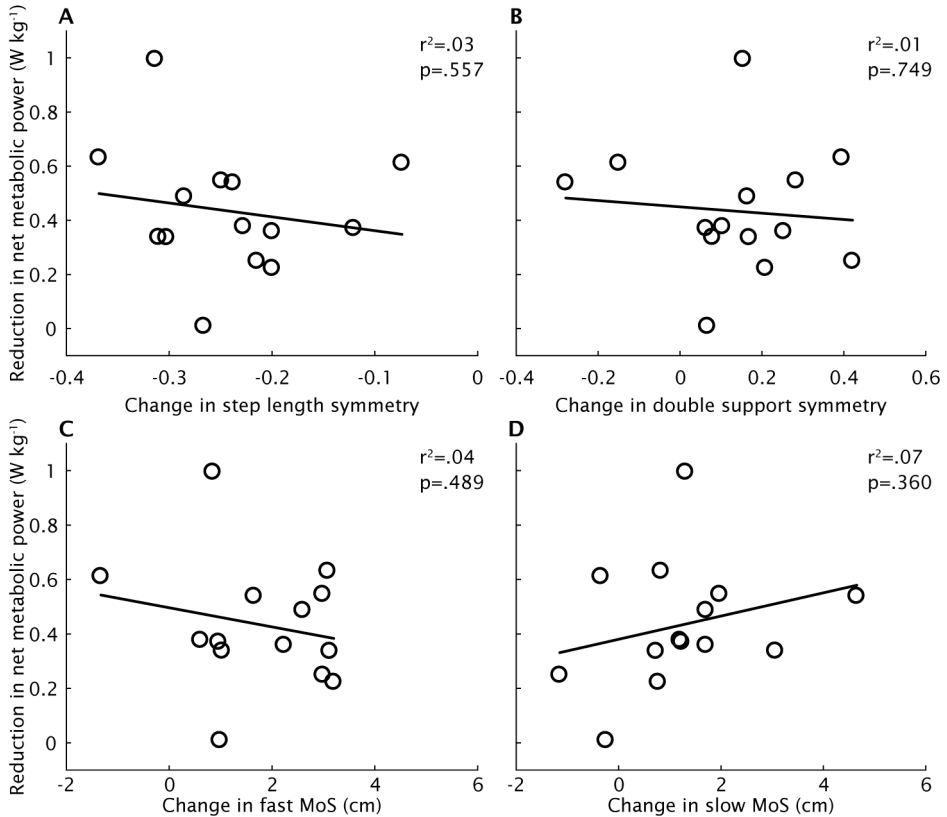 A
r²=.03
p=.557
Reduction in net metabolic power (W kg⁻¹)
1
0.8
0.6
0.4
0.2
0
-0.4 -0.3 -0.2 -0.1 0
Change in step length symmetry
B
r²=.01
p=.749
-0.4 -0.2 0 0.2 0.4 0.6
Change in double support symmetry
C
r²=.04
p=.489
Reduction in net metabolic power (W kg⁻¹)
1
0.8
0.6
0.4
0.2
0
-2 0 2 4 6
Change in fast MoS (cm)
D
r²=.07
p=.360
-2 0 2 4 6
Change in slow MoS (cm)